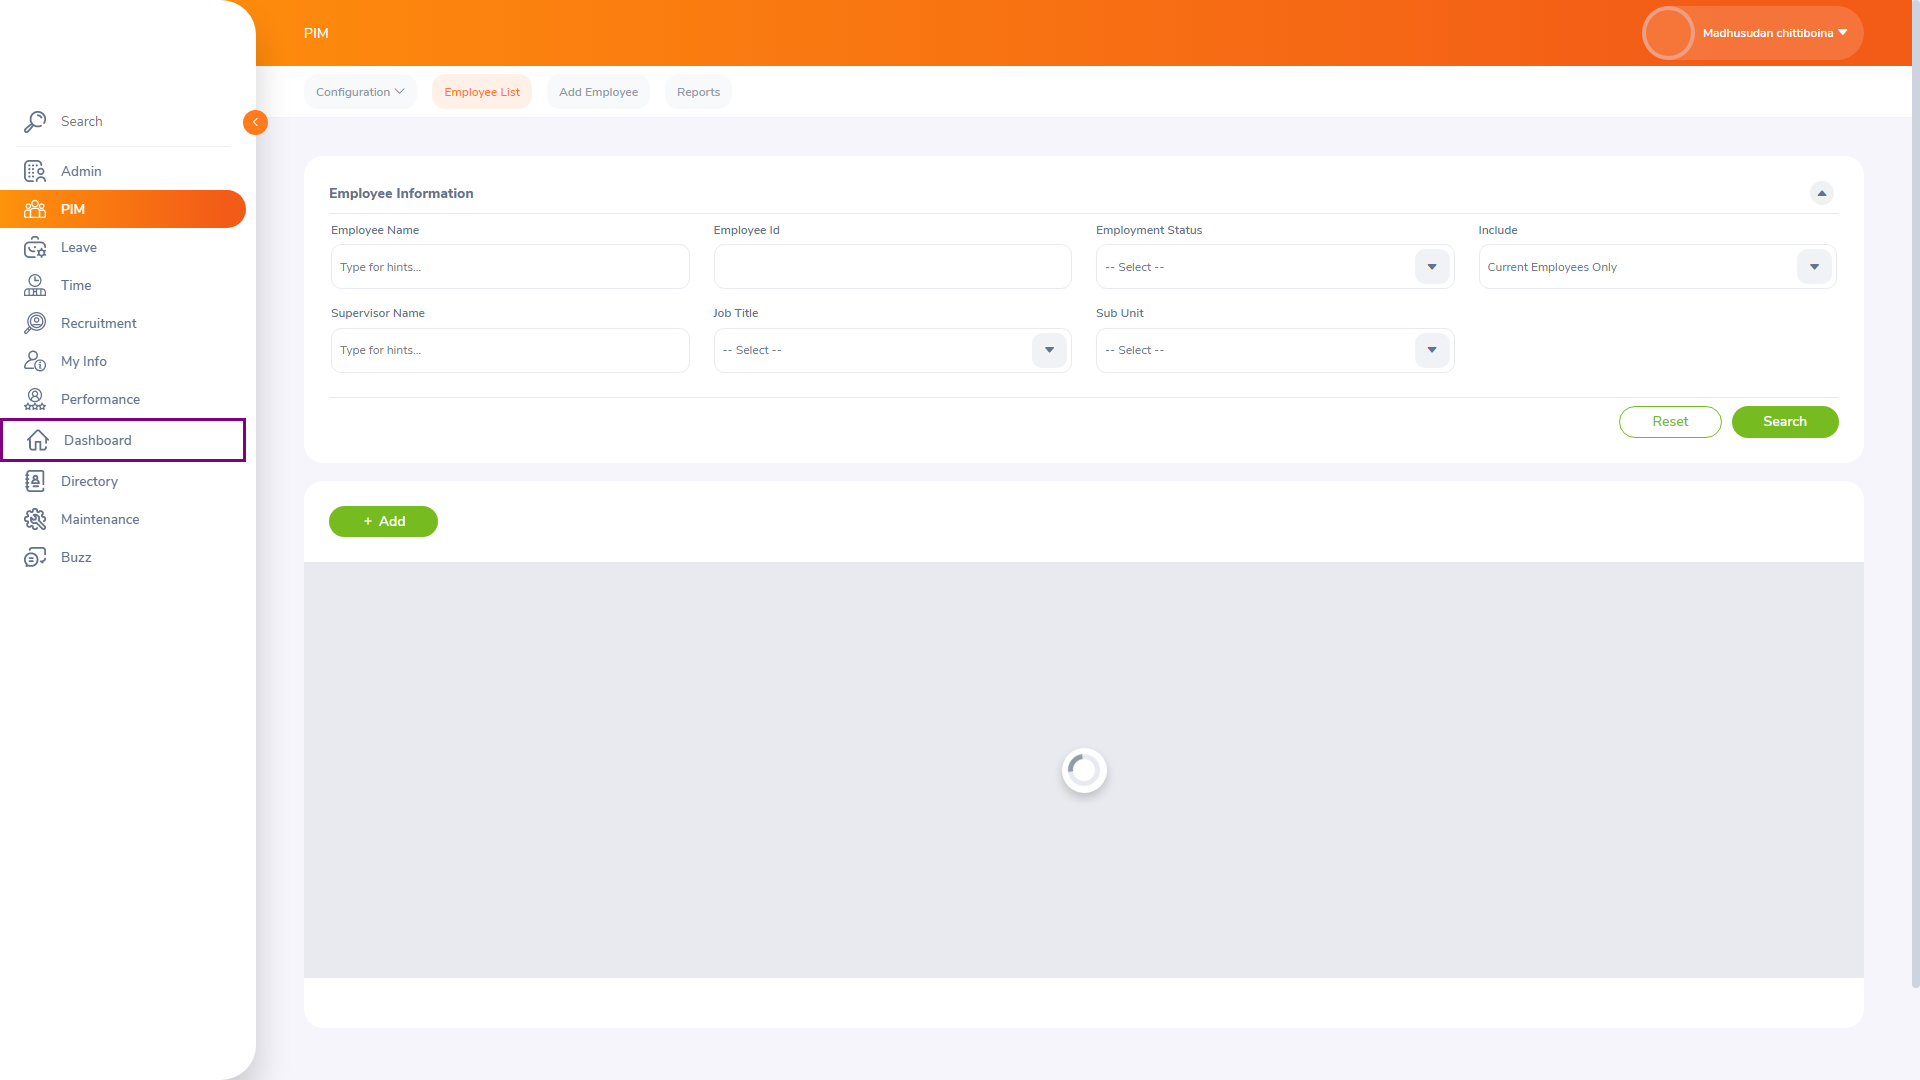 PIM
Madhusudan chittiboina
Configuration
Employee List
Add Employee
Reports
Search
Admin
PIM
Leave
Time
Recruitment
My Info
Performance
Dashboard
Directory
Maintenance
Buzz
Employee Information
Employee Name
Employee Id
Employment Status
Include
Type for hints...
-- Select --
Current Employees Only
Supervisor Name
Job Title
Sub Unit
Type for hints...
-- Select --
-- Select --
Reset
Search
+ Add